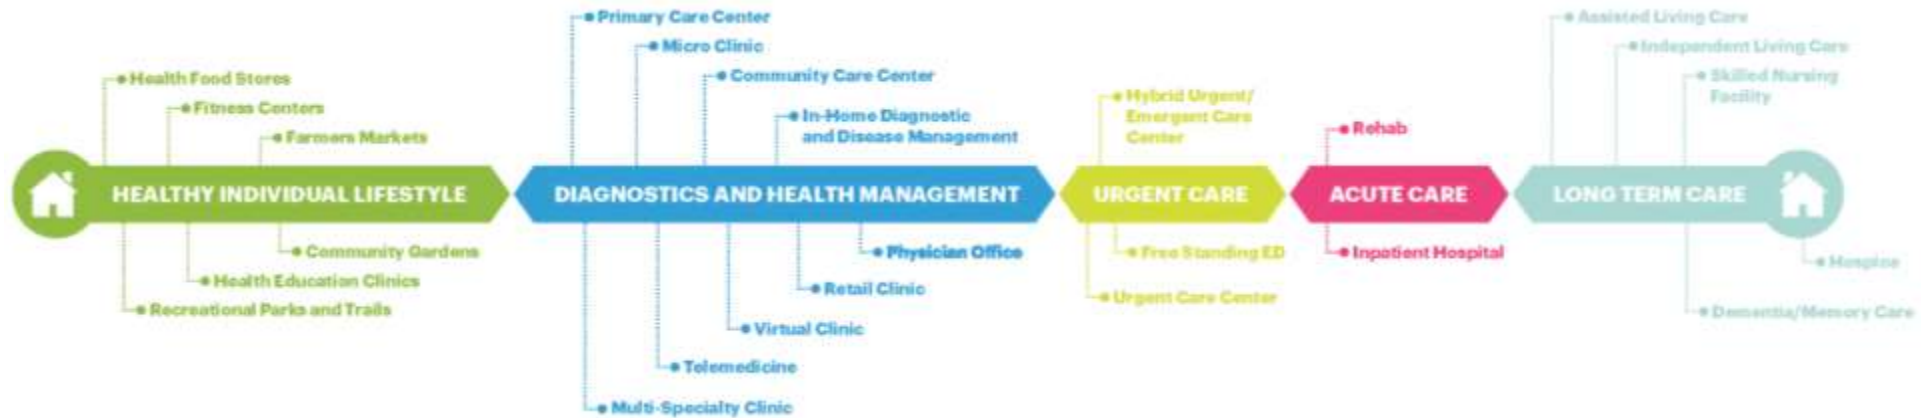 Health Food Stores
Fitness Centers
Farmers Markets
HEALTHY INDIVIDUAL LIFESTYLE
Community Gardens
Health Education Clinics
Recreational Parks and Trails
Primary Care Center
Micro Clinic
Community Care Center
In-Home Diagnostic
and Disease Management
DIAGNOSTICS AND HEALTH MANAGEMENT
Physician Office
Retail Clinic
Virtual Clinic
Telemedicine
Multi-Specialty Clinic
Hybrid Urgent/
Emergent Care
Center
URGENT CARE
Free Standing ED
Urgent Care Center
Rehab
ACUTE CARE
Inpatient Hospital
Assisted Living Care
Independent Living Care
Skilled Nursing
Facility
LONG TERM CARE
Hospice
Dementia/Memory Care